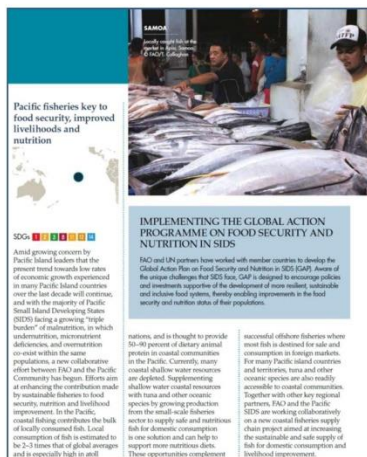 SAMOA
Locally caught fish at the
market in Apia, Samoa.
© FAO/T. Callaghan
Pacific fisheries key to
food security, improved
livelihoods and
nutrition
SDGs 1 2 3 8
14
Amid growing concern by
Pacific Island leaders that the
present trend towards low rates
of economic growth experienced
in many Pacific Island countries
over the last decade will continue,
and with the majority of Pacific
Small Island Developing States
(SIDS) facing a growing "triple
burden" of malnutrition, in which
undernutrition, micronutrient
deficiencies, and overnutrition
co-exist within the same
populations, a new collaborative
effort between FAO and the Pacific
Community has begun. Efforts aim
at enhancing the contribution made
by sustainable fisheries to food
security, nutrition and livelihood
improvement. In the Pacific,
coastal fishing contributes the bulk
of locally consumed fish. Local
consumption of fish is estimated to
be 2–3 times that of global averages
and is especially high in atoll
IMPLEMENTING THE GLOBAL ACTION
PROGRAMME ON FOOD SECURITY AND
NUTRITION IN SIDS
FAO and UN partners have worked with member countries to develop the
Global Action Plan on Food Security and Nutrition in SIDS (GAP). Aware of
the unique challenges that SIDS face, GAP is designed to encourage policies
and investments supportive of the development of more resilient, sustainable
and inclusive food systems, thereby enabling improvements in the food
security and nutrition status of their populations.
nations, and is thought to provide
50–90 percent of dietary animal
protein in coastal communities
in the Pacific. Currently, many
coastal shallow water resources
are depleted. Supplementing
shallow water coastal resources
with tuna and other oceanic
species by growing production
from the small-scale fisheries
sector to supply safe and nutritious
fish for domestic consumption
is one solution and can help to
support more nutritious diets.
These opportunities complement
successful offshore fisheries where
most fish is destined for sale and
consumption in foreign markets.
For many Pacific island countries
and territories, tuna and other
oceanic species are also readily
accessible to coastal communities.
Together with other key regional
partners, FAO and the Pacific
SIDS are working collaboratively
on a new coastal fisheries supply
chain project aimed at increasing
the sustainable and safe supply of
fish for domestic consumption and
livelihood improvement.